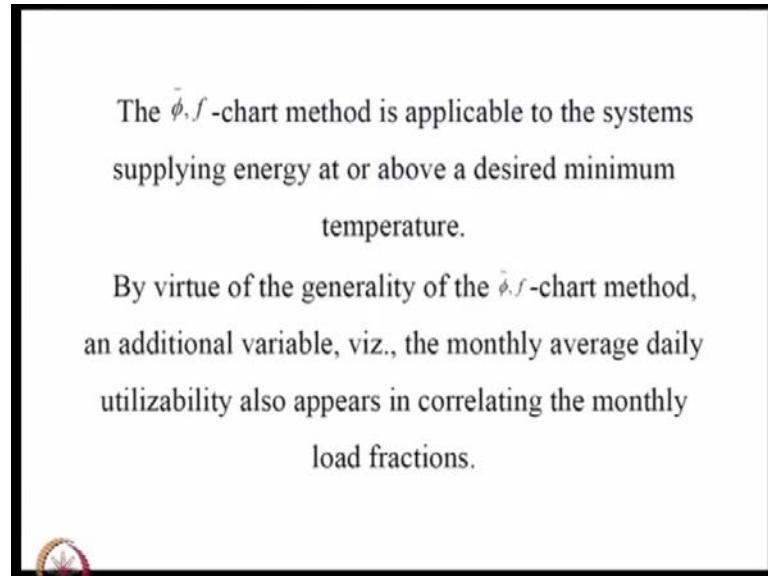 The ϕ̄, f -chart method is applicable to the systems
supplying energy at or above a desired minimum
temperature.
By virtue of the generality of the ϕ̄, f -chart method,
an additional variable, viz., the monthly average daily
utilizability also appears in correlating the monthly
load fractions.